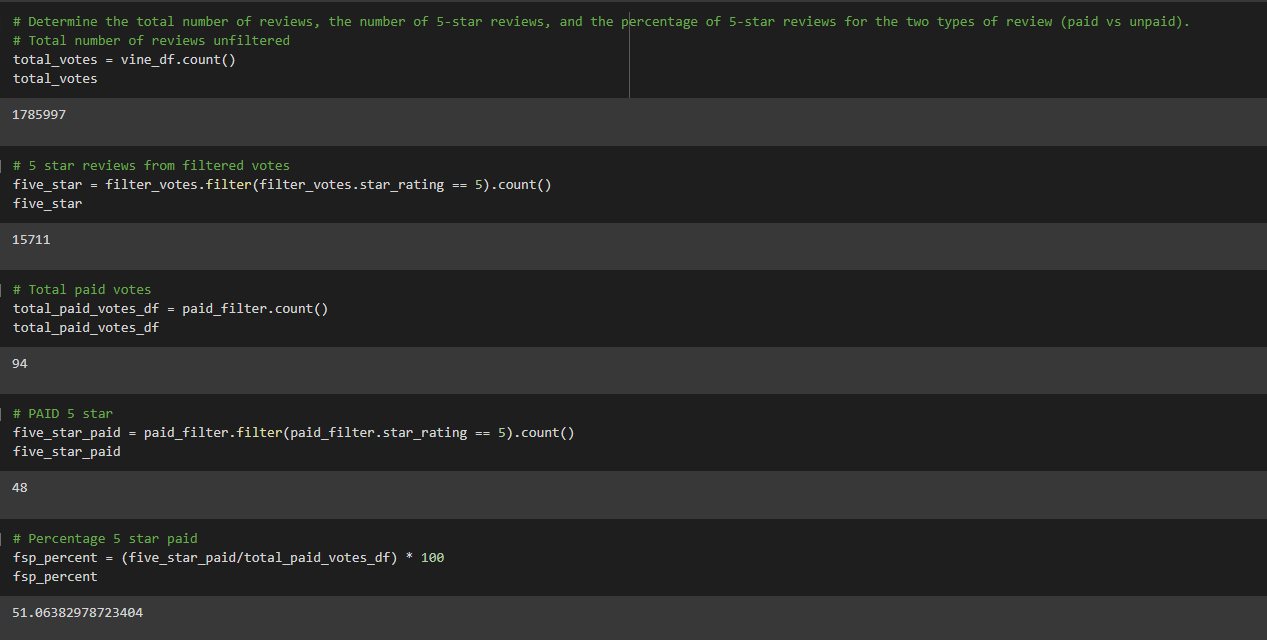 # Determine the total number of reviews, the number of 5-star reviews, and the percentage of 5-star reviews for the two types of review (paid vs unpaid).
# Total number of reviews unfiltered
total_votes = vine_df.count()
total_votes
1785997
# 5 star reviews from filtered votes
five_star = filter_votes.filter(filter_votes.star_rating == 5).count()
five_star
15711
# Total paid votes
total_paid_votes_df = paid_filter.count()
total_paid_votes_df
94
# PAID 5 star
five_star_paid = paid_filter.filter(paid_filter.star_rating == 5).count()
five_star_paid
48
# Percentage 5 star paid
fsp_percent = (five_star_paid/total_paid_votes_df) * 100
fsp_percent
51.06382978723404